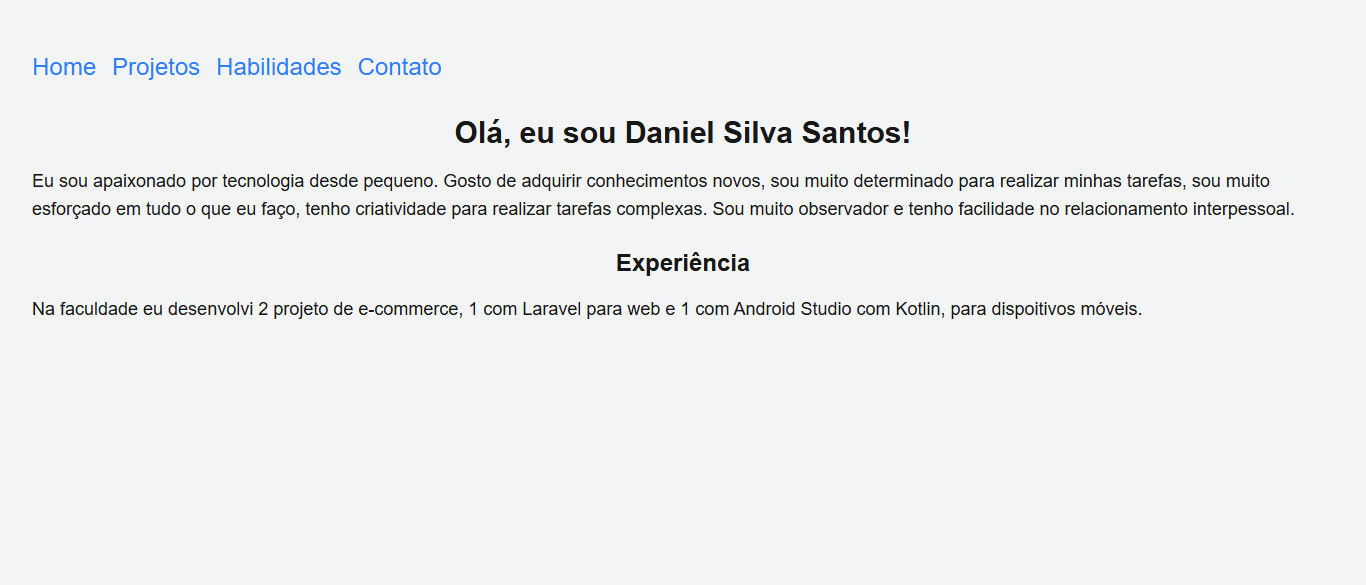 Home Projetos Habilidades Contato
Olá, eu sou Daniel Silva Santos!
Eu sou apaixonado por tecnologia desde pequeno. Gosto de adquirir conhecimentos novos, sou muito determinado para realizar minhas tarefas, sou muito
esforçado em tudo o que eu faço, tenho criatividade para realizar tarefas complexas. Sou muito observador e tenho facilidade no relacionamento interpessoal.
Experiência
Na faculdade eu desenvolvi 2 projeto de e-commerce, 1 com Laravel para web e 1 com Android Studio com Kotlin, para dispoitivos móveis.